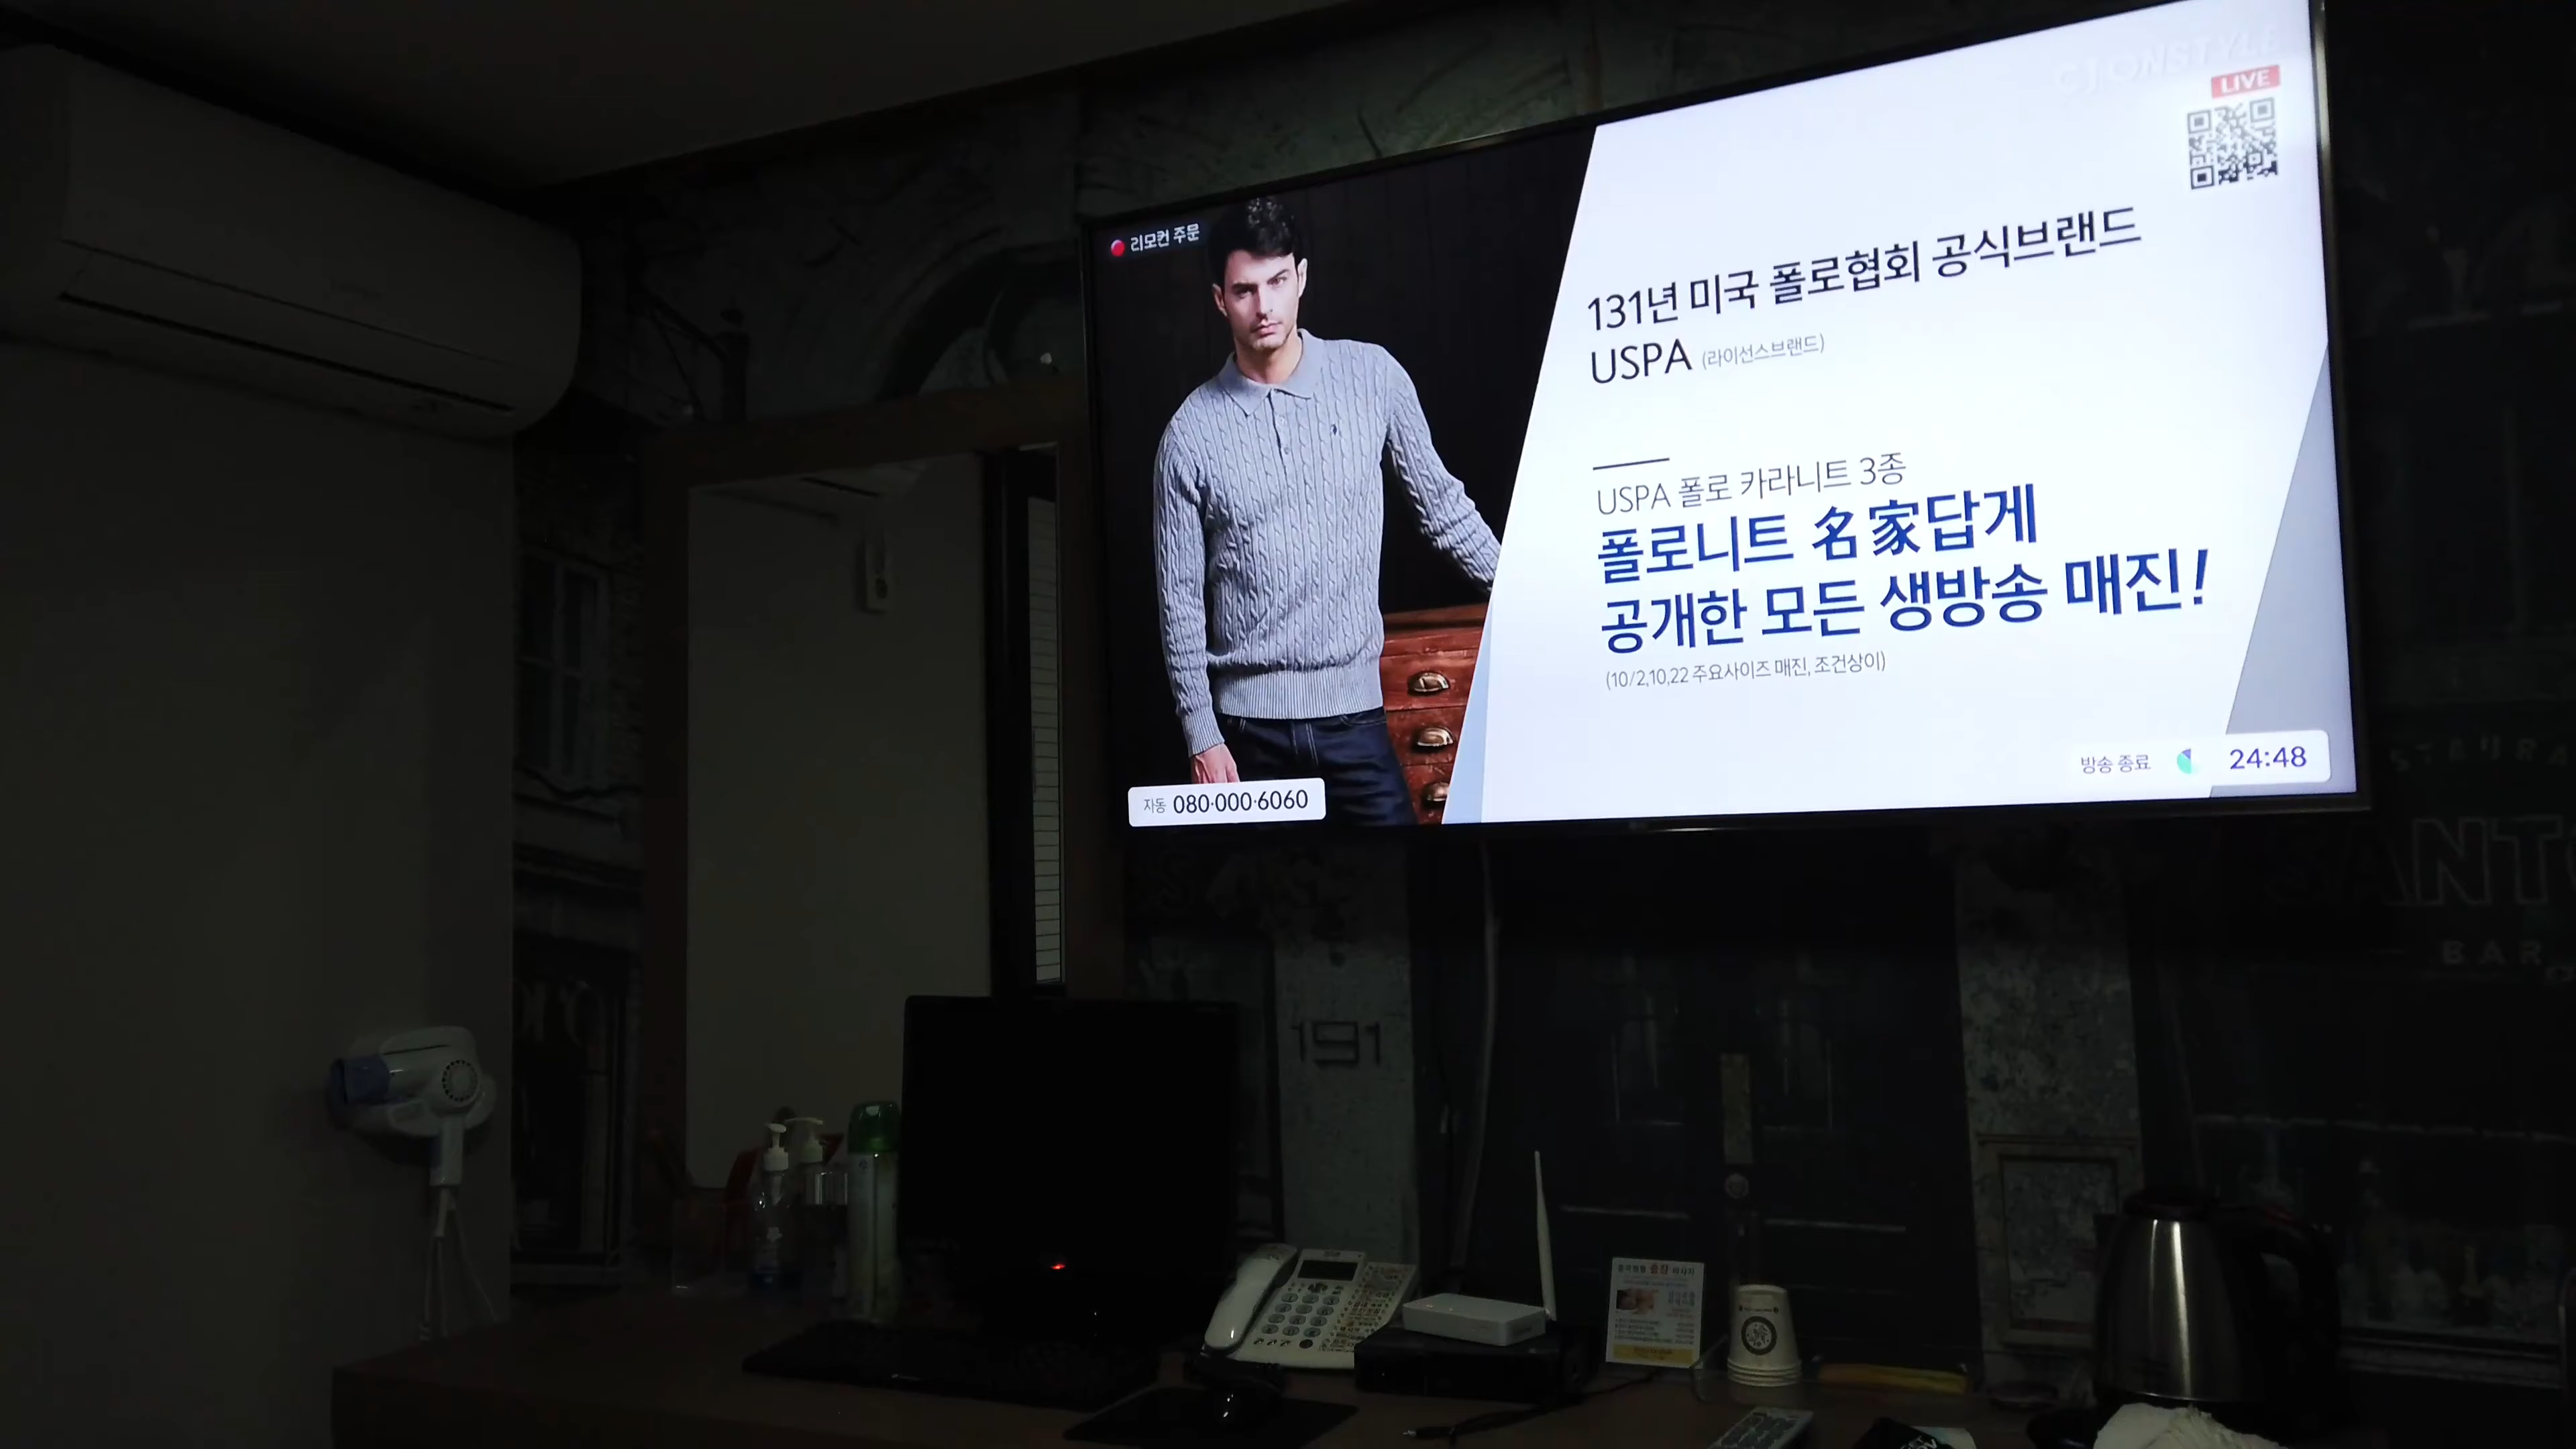 CJ ONSTYLE
LIVE
리모컨 주문
131년 미국 폴로협회 공식브랜드
USPA (라이선스브랜드)
USPA 폴로 카라니트 3종
폴로니트 名家답게
공개한 모든 생방송 매진!
(10/2,10,22 주요사이즈 매진, 조건상이)
방송 종료 24:48
자동 080·000·6060
BAR
191